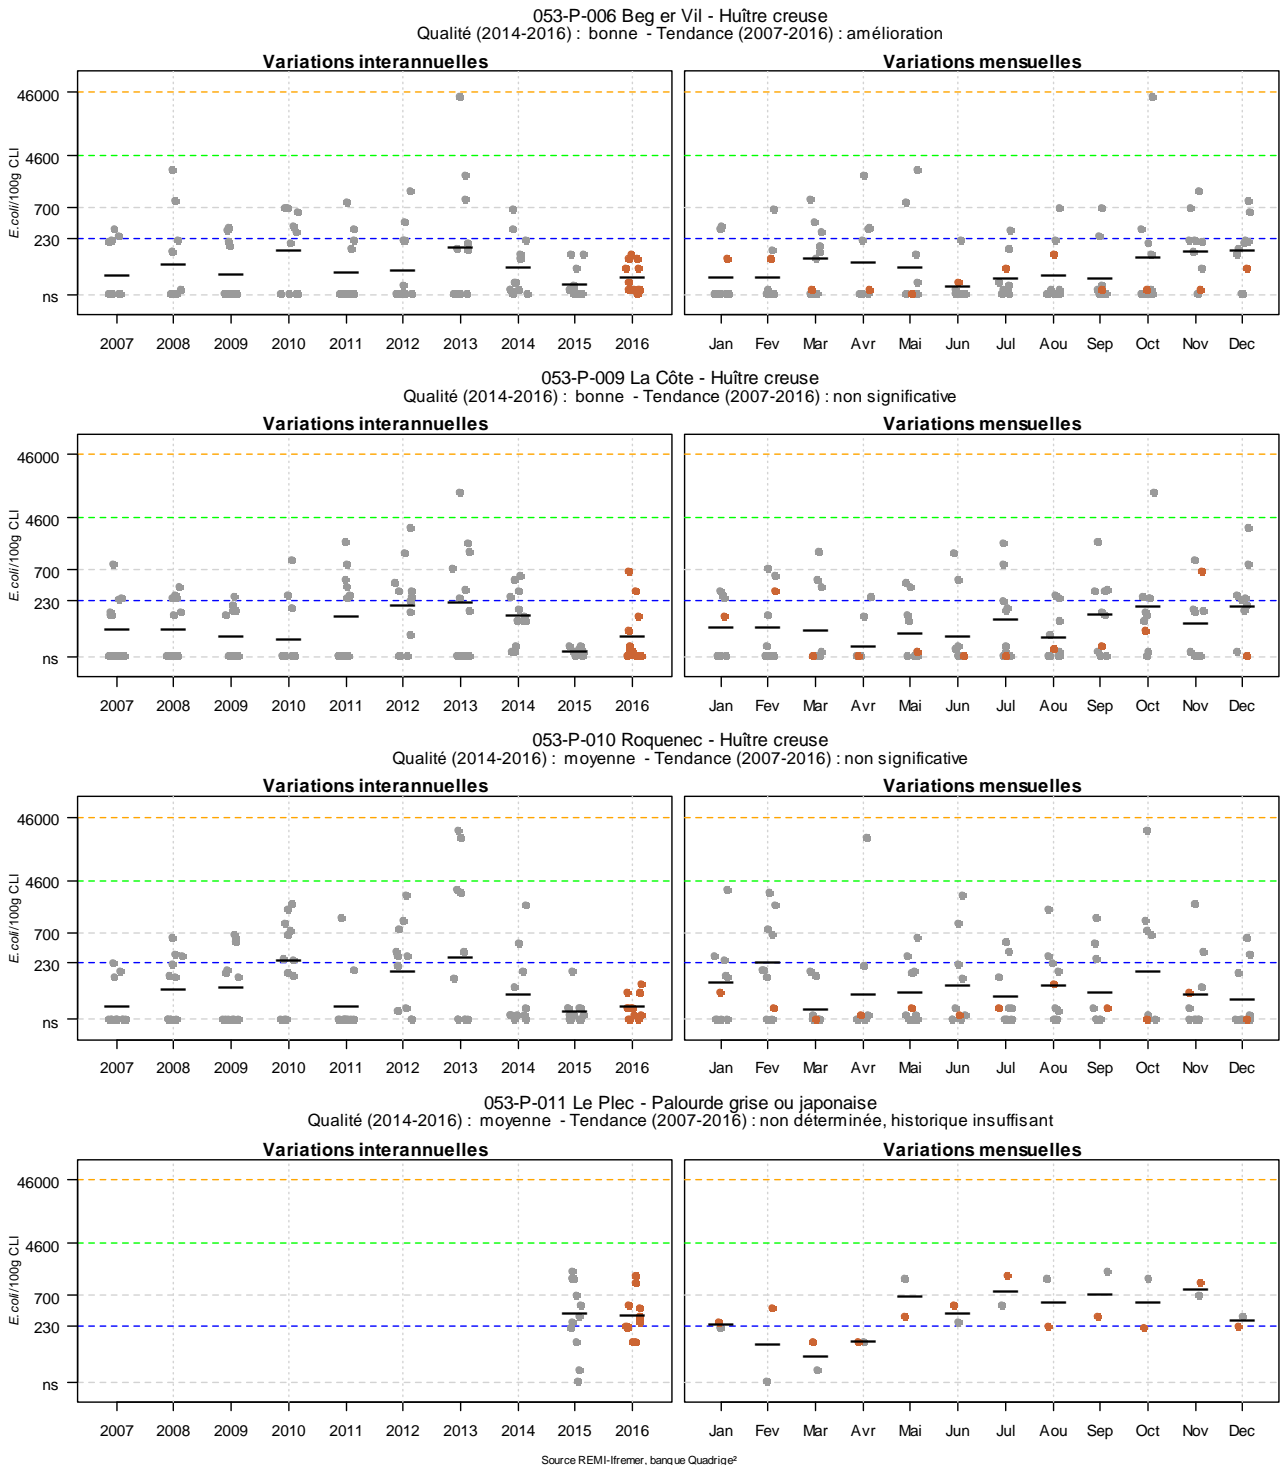 053-P-006 Beg er Vil - Huître creuse
Qualité (2014-2016) : bonne - Tendance (2007-2016) : amélioration
Variations interannuelles
Variations mensuelles
E.coli/100g CLI
46000
4600
700
230
ns
2007 2008 2009 2010 2011 2012 2013 2014 2015 2016
Jan Fev Mar Avr Mai Jun Jul Aou Sep Oct Nov Dec
053-P-009 La Côte - Huître creuse
Qualité (2014-2016) : bonne - Tendance (2007-2016) : non significative
Variations interannuelles
Variations mensuelles
E.coli/100g CLI
46000
4600
700
230
ns
2007 2008 2009 2010 2011 2012 2013 2014 2015 2016
Jan Fev Mar Avr Mai Jun Jul Aou Sep Oct Nov Dec
053-P-010 Roquenec - Huître creuse
Qualité (2014-2016) : moyenne - Tendance (2007-2016) : non significative
Variations interannuelles
Variations mensuelles
E.coli/100g CLI
46000
4600
700
230
ns
2007 2008 2009 2010 2011 2012 2013 2014 2015 2016
Jan Fev Mar Avr Mai Jun Jul Aou Sep Oct Nov Dec
053-P-011 Le Plec - Palourde grise ou japonaise
Qualité (2014-2016) : moyenne - Tendance (2007-2016) : non déterminée, historique insuffisant
Variations interannuelles
Variations mensuelles
E.coli/100g CLI
46000
4600
700
230
ns
2007 2008 2009 2010 2011 2012 2013 2014 2015 2016
Jan Fev Mar Avr Mai Jun Jul Aou Sep Oct Nov Dec
Source REMI-Ifremer, banque Quadrige²